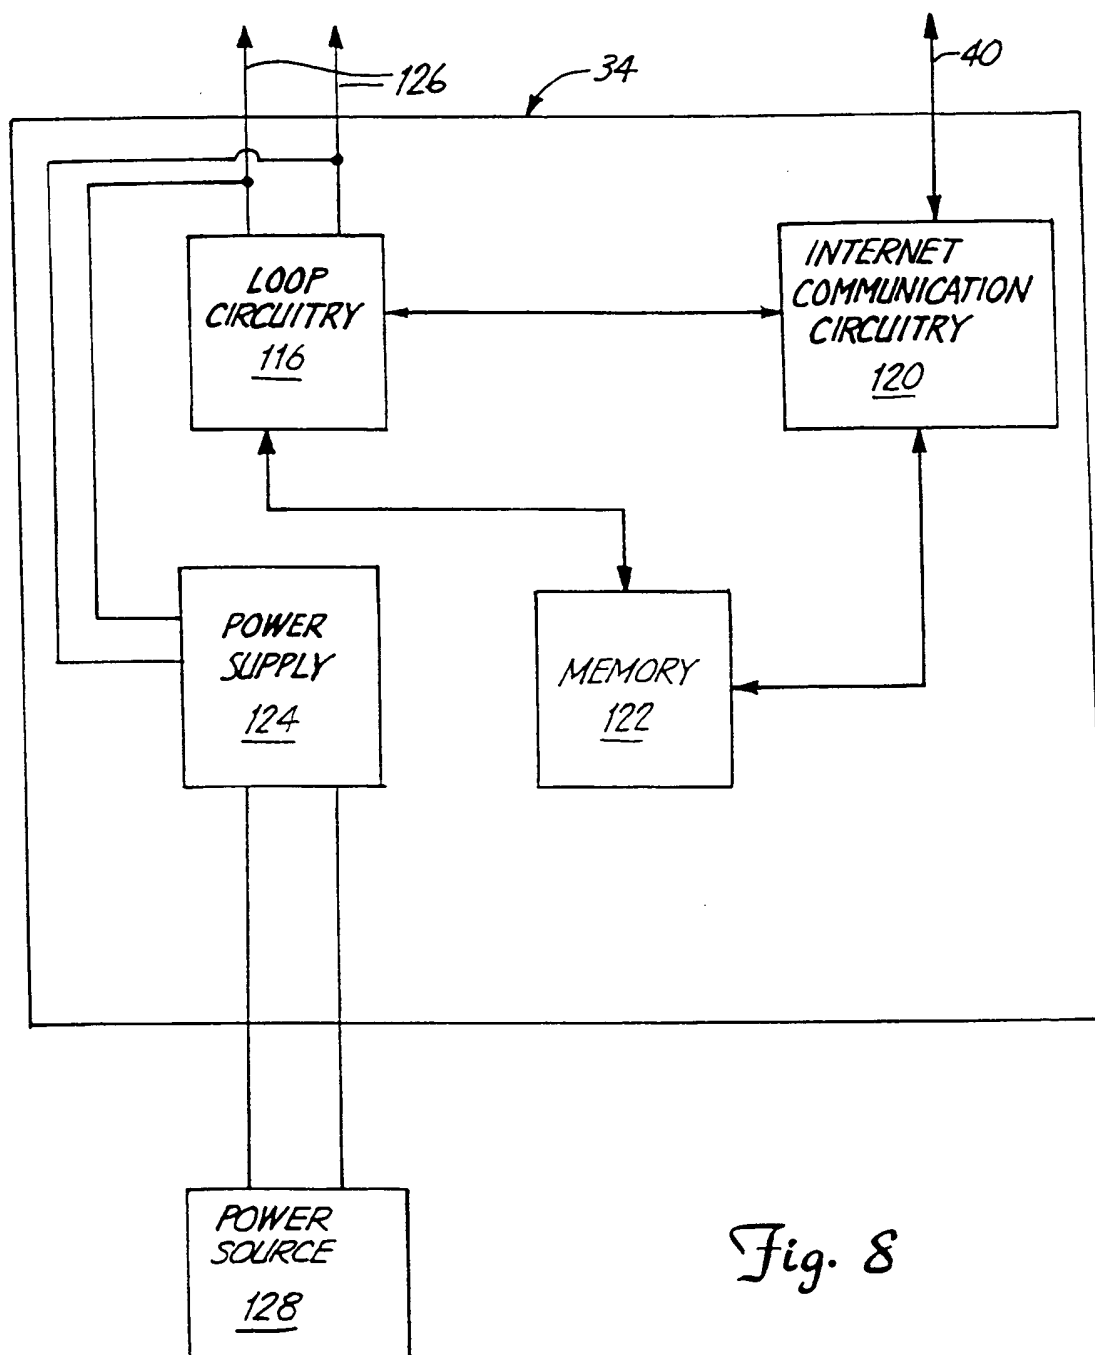 126
34
40
LOOP
CIRCUITRY
116
INTERNET
COMMUNICATION
CIRCUITRY
120
POWER
SUPPLY
124
MEMORY
122
POWER
SOURCE
128
Fig. 8